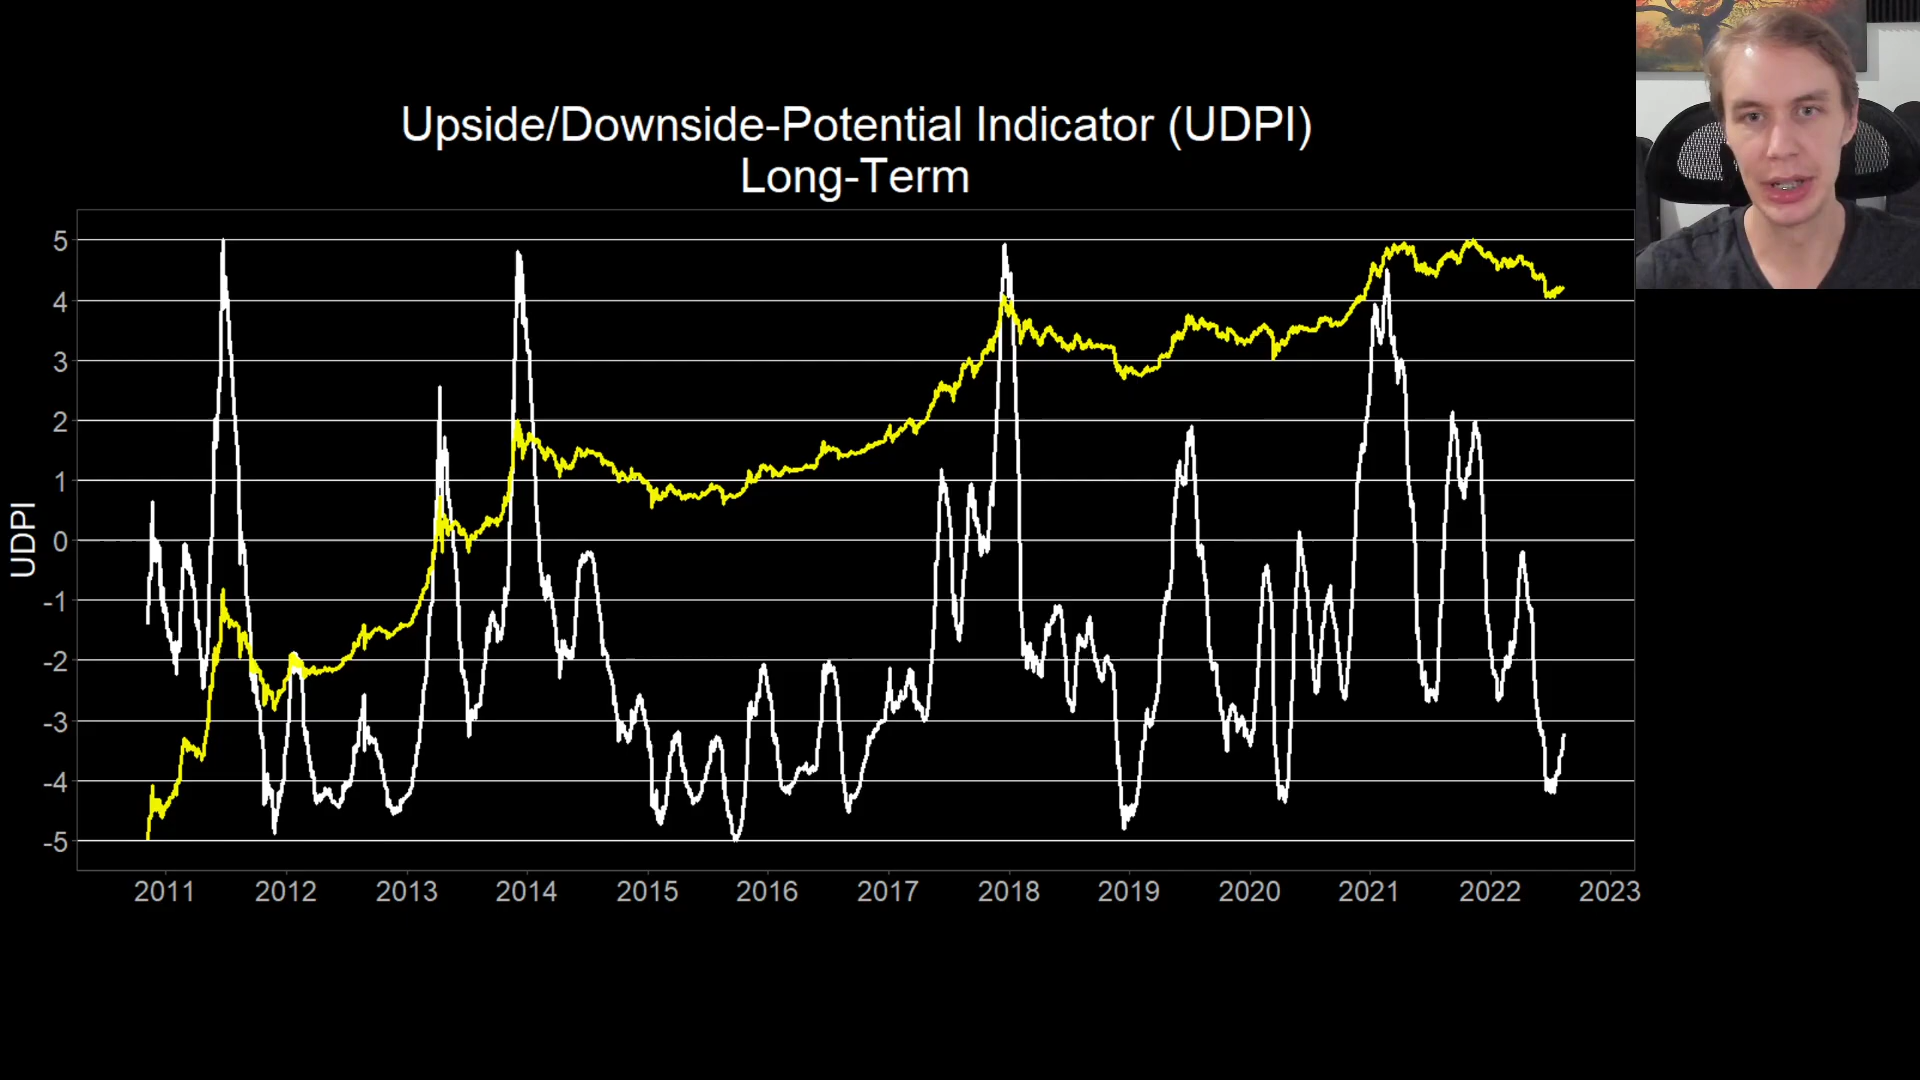 Upside/Downside-Potential Indicator (UDPI)
Long-Term
UDPI
5
4
3
2
1
0
-1
-2
-3
-4
-5
2011 2012 2013 2014 2015 2016 2017 2018 2019 2020 2021 2022 2023